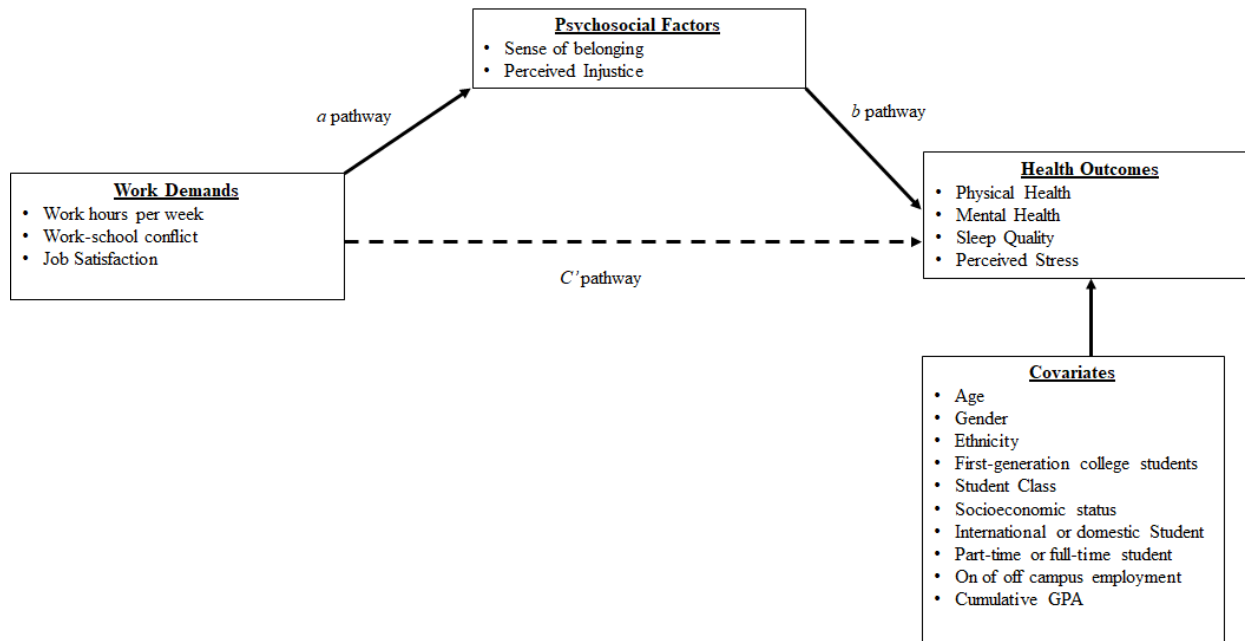 Psychosocial Factors
• Sense of belonging
• Perceived Injustice
a pathway
b pathway
Work Demands
• Work hours per week
• Work-school conflict
• Job Satisfaction
Health Outcomes
• Physical Health
• Mental Health
• Sleep Quality
• Perceived Stress
C' pathway
Covariates
• Age
• Gender
• Ethnicity
• First-generation college students
• Student Class
• Socioeconomic status
• International or domestic Student
• Part-time or full-time student
• On of off campus employment
• Cumulative GPA